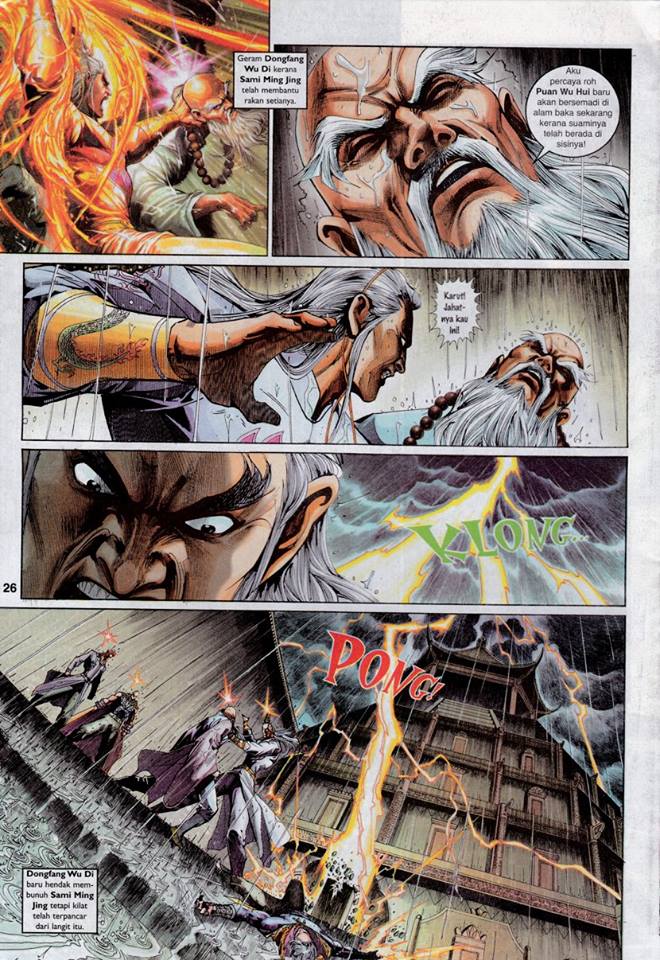 Geram Dongfang
Wu Di kerana
Sami Ming Jing
telah membantu
rakan setianya.
Aku
percaya roh
Puan Wu Hui baru
akan bersemadi di
alam baka sekarang
kerana suaminya
telah berada di
sisinya!
Karut!
Jahat-
nya kau
ini!
KLONG...
26
PONG!
Dongfang Wu Di
baru hendak mem-
bunuh Sami Ming
Jing tetapi kilat
telah terpancar
dari langit itu.